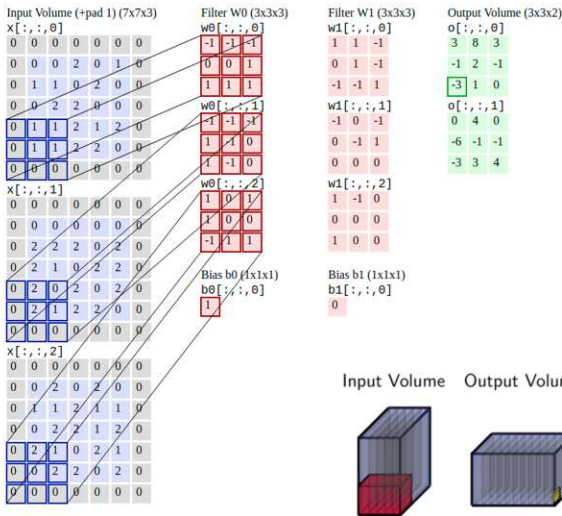 Input Volume (+pad 1) (7x7x3)
x[:,:,0]
0 0 0 0 0 0 0
0 0 0 2 0 1 0
0 1 1 0 2 0 0
0 0 2 2 0 0 0
0 1 1 2 1 2 0
0 1 1 2 2 0 0
0 0 0 0 0 0 0
x[:,:,1]
0 0 0 0 0 0 0
0 0 0 0 0 0 0
0 2 2 2 2 0 0
0 2 1 0 2 2 0
0 2 0 2 0 0 0
0 2 1 2 2 0 0
0 0 0 0 0 0 0
x[:,:,2]
0 0 0 0 0 0 0
0 0 2 0 2 0 0
0 1 1 2 1 1 0
0 0 2 2 1 2 0
0 2 1 0 2 1 0
0 0 2 2 0 2 0
0 0 0 0 0 0 0
Filter W0 (3x3x3)
w0[:,:,0]
-1 -1 -1
0 0 1
1 1 1
w0[:,:,1]
-1 -1 -1
1 -1 0
1 -1 0
w0[:,:,2]
1 0 1
1 0 0
-1 1 1
Bias b0 (1x1x1)
b0[:,:,0]
1
Filter W1 (3x3x3)
w1[:,:,0]
1 1 -1
1 0 -1
-1 -1 1
w1[:,:,1]
-1 0 -1
0 -1 1
0 0 0
w1[:,:,2]
1 -1 0
0 0 0
1 0 0
Bias b1 (1x1x1)
b1[:,:,0]
0
Output Volume (3x3x2)
o[:,:,0]
3 8 3
-1 2 -1
-3 1 0
o[:,:,1]
0 4 0
-6 -1 -1
-3 3 4
Input Volume
Output Volu